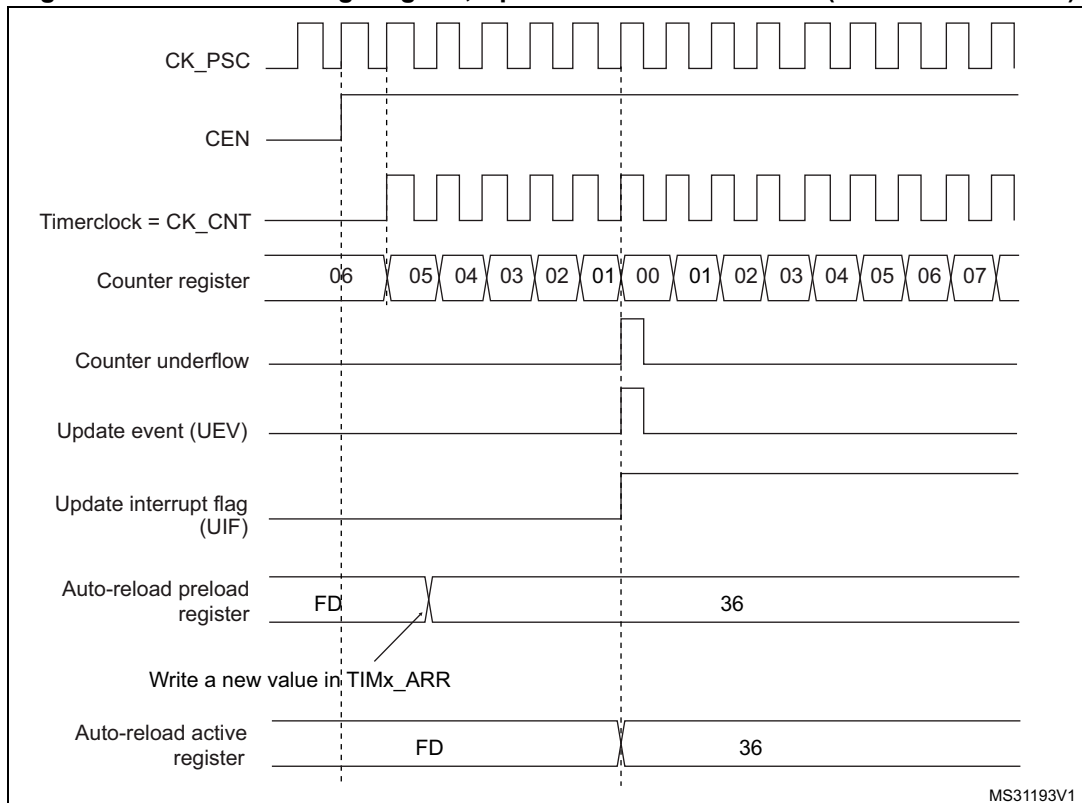 CK_PSC
CEN
Timerclock = CK_CNT
Counter register 06 05 04 03 02 01 00 01 02 03 04 05 06 07
Counter underflow
Update event (UEV)
Update interrupt flag
(UIF)
Auto-reload preload
register
FD 36
Write a new value in TIMx_ARR
Auto-reload active
register
FD 36
MS31193V1